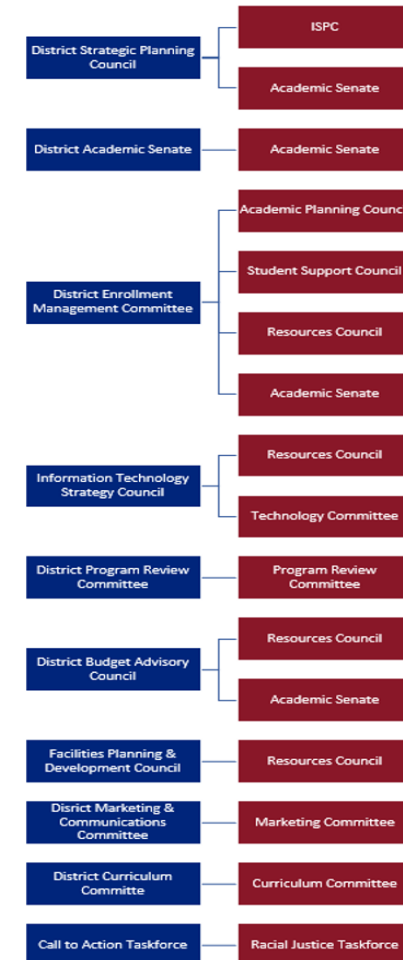 District Strategic Planning
Council
ISPC
Academic Senate
District Academic Senate
Academic Senate
District Enrollment
Management Committee
Academic Planning Counc
Student Support Council
Resources Council
Academic Senate
Information Technology
Strategy Council
Resources Council
Technology Committee
District Program Review
Committee
Program Review
Committee
District Budget Advisory
Council
Resources Council
Academic Senate
Facilities Planning &
Development Council
Resources Council
Disrict Marketing &
Communications
Committee
Marketing Committee
District Curriculum
Committe
Curriculum Committee
Call to Action Taskforce
Racial Justice Taskforce